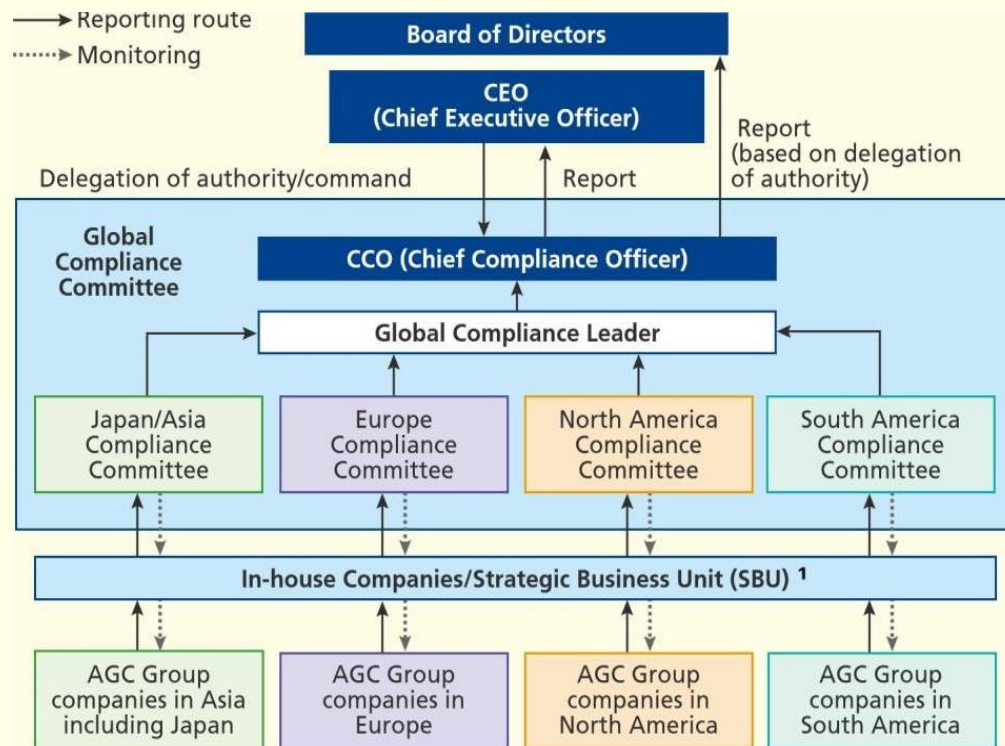 Reporting route
Monitoring
Board of Directors
CEO
(Chief Executive Officer)
Report
(based on delegation
of authority)
Delegation of authority/command
Report
Global
Compliance
Committee
CCO (Chief Compliance Officer)
Global Compliance Leader
Japan/Asia
Compliance
Committee
Europe
Compliance
Committee
North America
Compliance
Committee
South America
Compliance
Committee
In-house Companies/Strategic Business Unit (SBU) 1
AGC Group
companies in Asia
including Japan
AGC Group
companies in
Europe
AGC Group
companies in
North America
AGC Group
companies in
South America